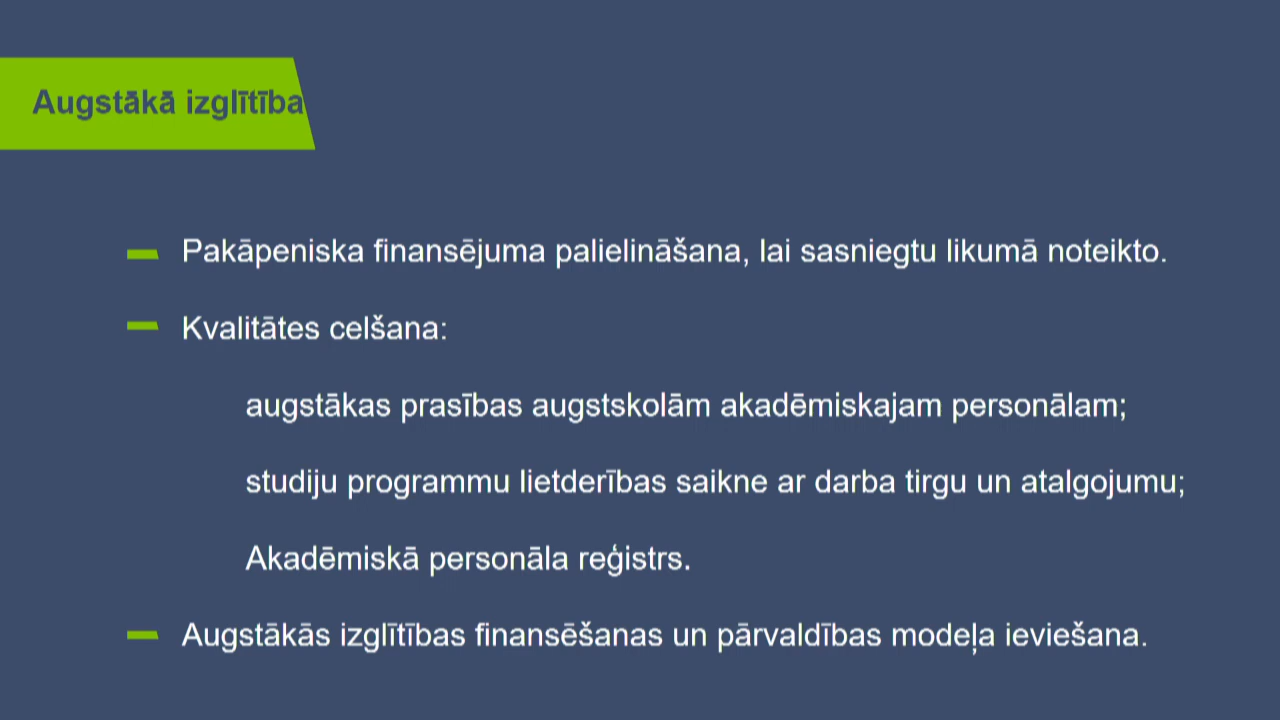 Augstākā izglītība
Pakāpeniska finansējuma palielināšana, lai sasniegtu likumā noteikto.
Kvalitātes celšana:
augstākas prasības augstskolām akadēmiskajam personālam;
studiju programmu lietderības saikne ar darba tirgu un atalgojumu;
Akadēmiskā personāla reģistrs.
Augstākās izglītības finansēšanas un pārvaldības modeļa ieviešana.